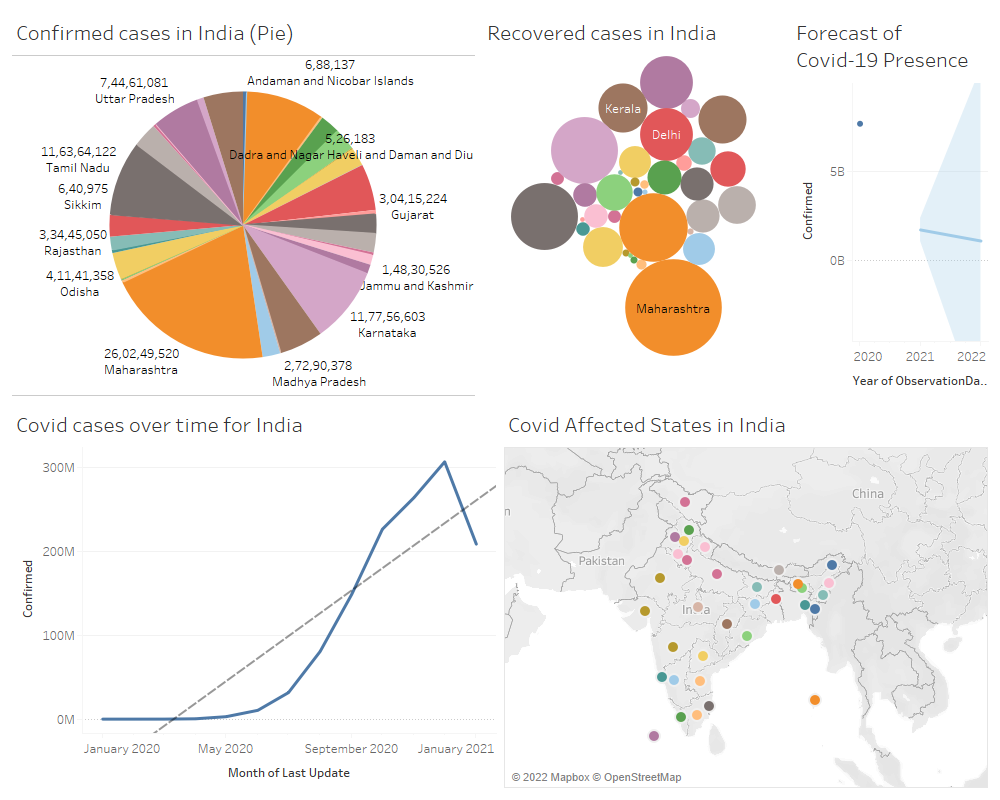 Confirmed cases in India (Pie)
6,88,137
Andaman and Nicobar Islands
7,44,61,081
Uttar Pradesh
5,26,183
Dadra and Nagar Haveli and Daman and Diu
11,63,64,122
Tamil Nadu
6,40,975
Sikkim
3,04,15,224
Gujarat
3,34,45,050
Rajasthan
4,11,41,358
Odisha
1,48,30,526
Jammu and Kashmir
11,77,56,603
Karnataka
26,02,49,520
Maharashtra
2,72,90,378
Madhya Pradesh
Recovered cases in India
Kerala
Delhi
Maharashtra
Forecast of
Covid-19 Presence
Confirmed
5B
0B
2020
2021
2022
Year of ObservationDa..
Covid cases over time for India
Confirmed
300M
200M
100M
0M
January 2020
May 2020
September 2020
January 2021
Month of Last Update
Covid Affected States in India
China
Pakistan
India
© 2022 Mapbox © OpenStreetMap